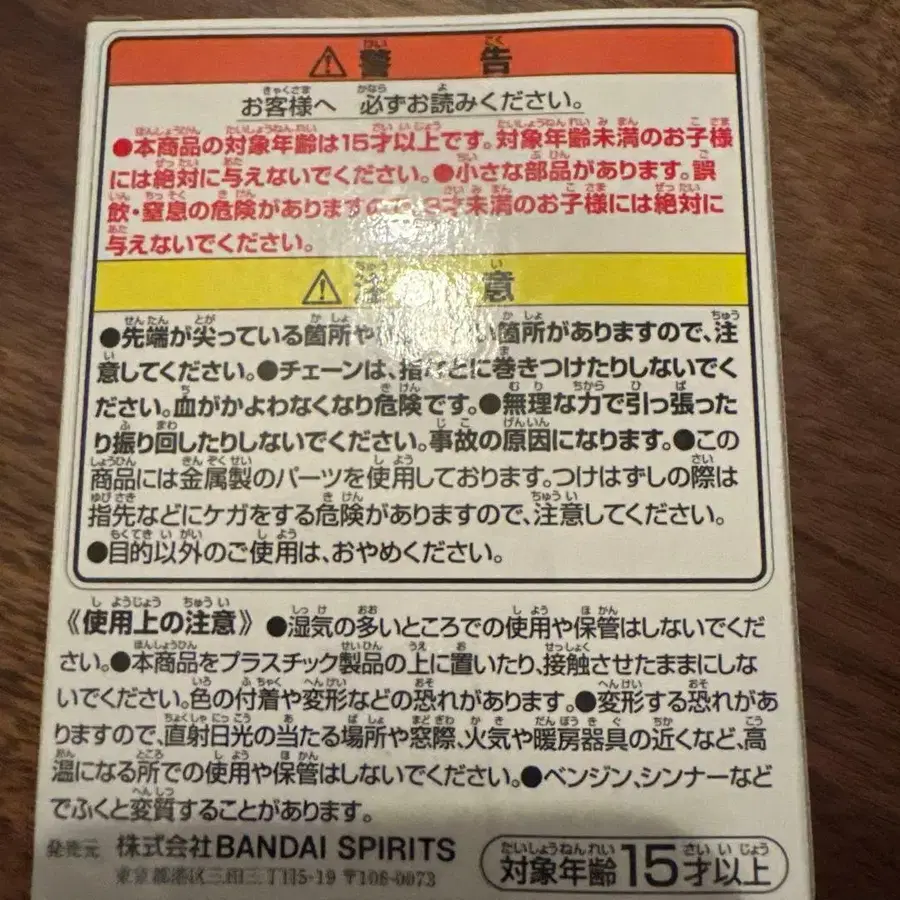 ⚠警告
お客様へ 必ずお読みください。
●本商品の対象年齢は15才以上です。対象年齢未満のお子様
には絶対に与えないでください。●小さな部品があります。誤
飲・窒息の危険がありますの 3才未満のお子様には絶対に
与えないでください。
⚠注意
●先端が尖っている箇所や い箇所がありますので、注
意してください。●チェーンは、指などに巻きつけたりしないでく
ださい。血がかよわなくなり危険です。●無理な力で引っ張った
り振り回したりしないでください。事故の原因になります。●この
商品には金属製のパーツを使用しております。つけはずしの際は
指先などにケガをする危険がありますので、注意してください。
●目的以外のご使用は、おやめください。
《使用上の注意》●湿気の多いところでの使用や保管はしないでくだ
さい。●本商品をプラスチック製品の上に置いたり、接触させたままにしな
いでください。色の付着や変形などの恐れがあります。●変形する恐れがあ
りますので、直射日光の当たる場所や窓際、火気や暖房器具の近くなど、高
温になる所での使用や保管はしないでください。●ベンジン、シンナーなど
でふくと変質することがあります。
発売元 株式会社BANDAI SPIRITS
東京都港区三田三丁目5-19 〒108-0073
対象年齢15才以上